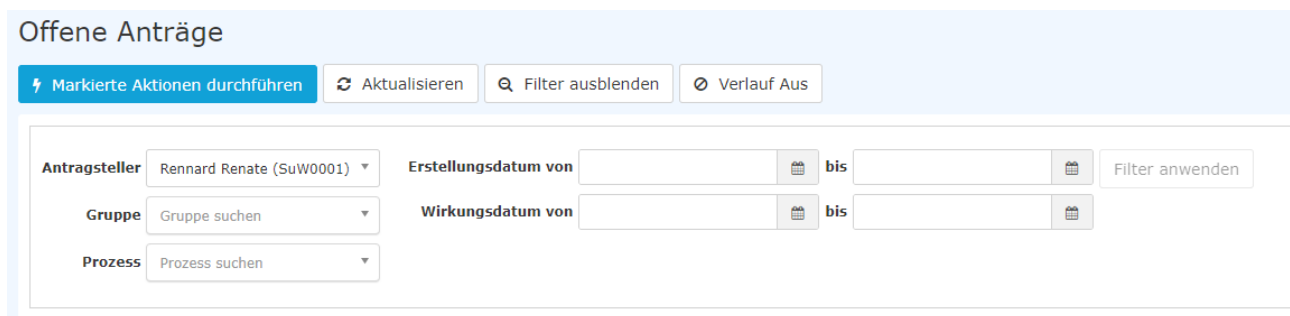 Offene Anträge
Markierte Aktionen durchführen Aktualisieren Filter ausblenden Verlauf Aus
Antragsteller Rennard Renate (SuW0001) Erstellungsdatum von bis Filter anwenden
Gruppe Gruppe suchen Wirkungsdatum von bis
Prozess Prozess suchen